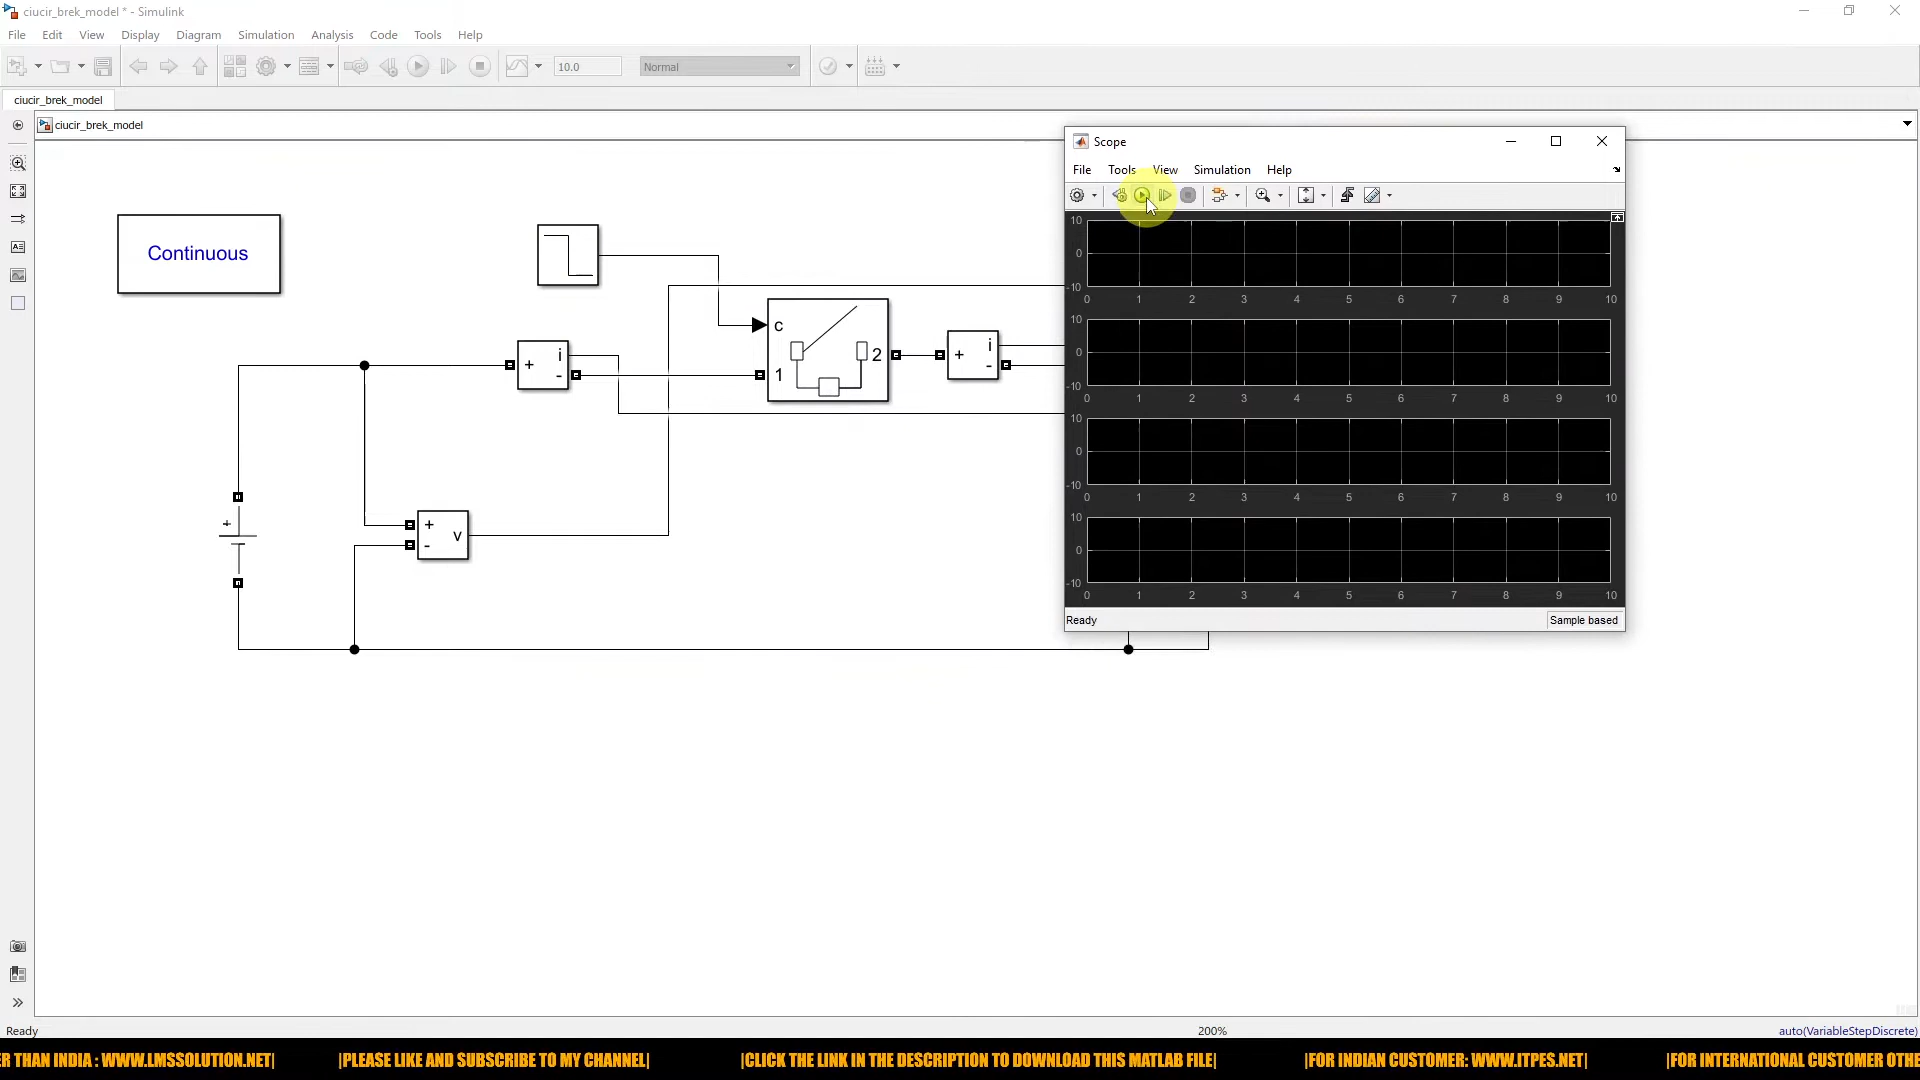 ciucir_brek_model * - Simulink
File Edit View Display Diagram Simulation Analysis Code Tools Help
10.0 Normal
ciucir_brek_model
ciucir_brek_model
Scope
File Tools View Simulation Help
Continuous
c
1
2
+ i
-
+ i
-
+
+ v
-
10
0
-10
0 1 2 3 4 5 6 7 8 9 10
10
0
-10
0 1 2 3 4 5 6 7 8 9 10
10
0
-10
0 1 2 3 4 5 6 7 8 9 10
10
0
-10
0 1 2 3 4 5 6 7 8 9 10
Ready Sample based
Ready 200% auto(VariableStepDiscrete)
ER THAN INDIA : WWW.LMSSOLUTION.NET| |PLEASE LIKE AND SUBSCRIBE TO MY CHANNEL| |CLICK THE LINK IN THE DESCRIPTION TO DOWNLOAD THIS MATLAB FILE| |FOR INDIAN CUSTOMER: WWW.ITPES.NET| |FOR INTERNATIONAL CUSTOMER OTHE